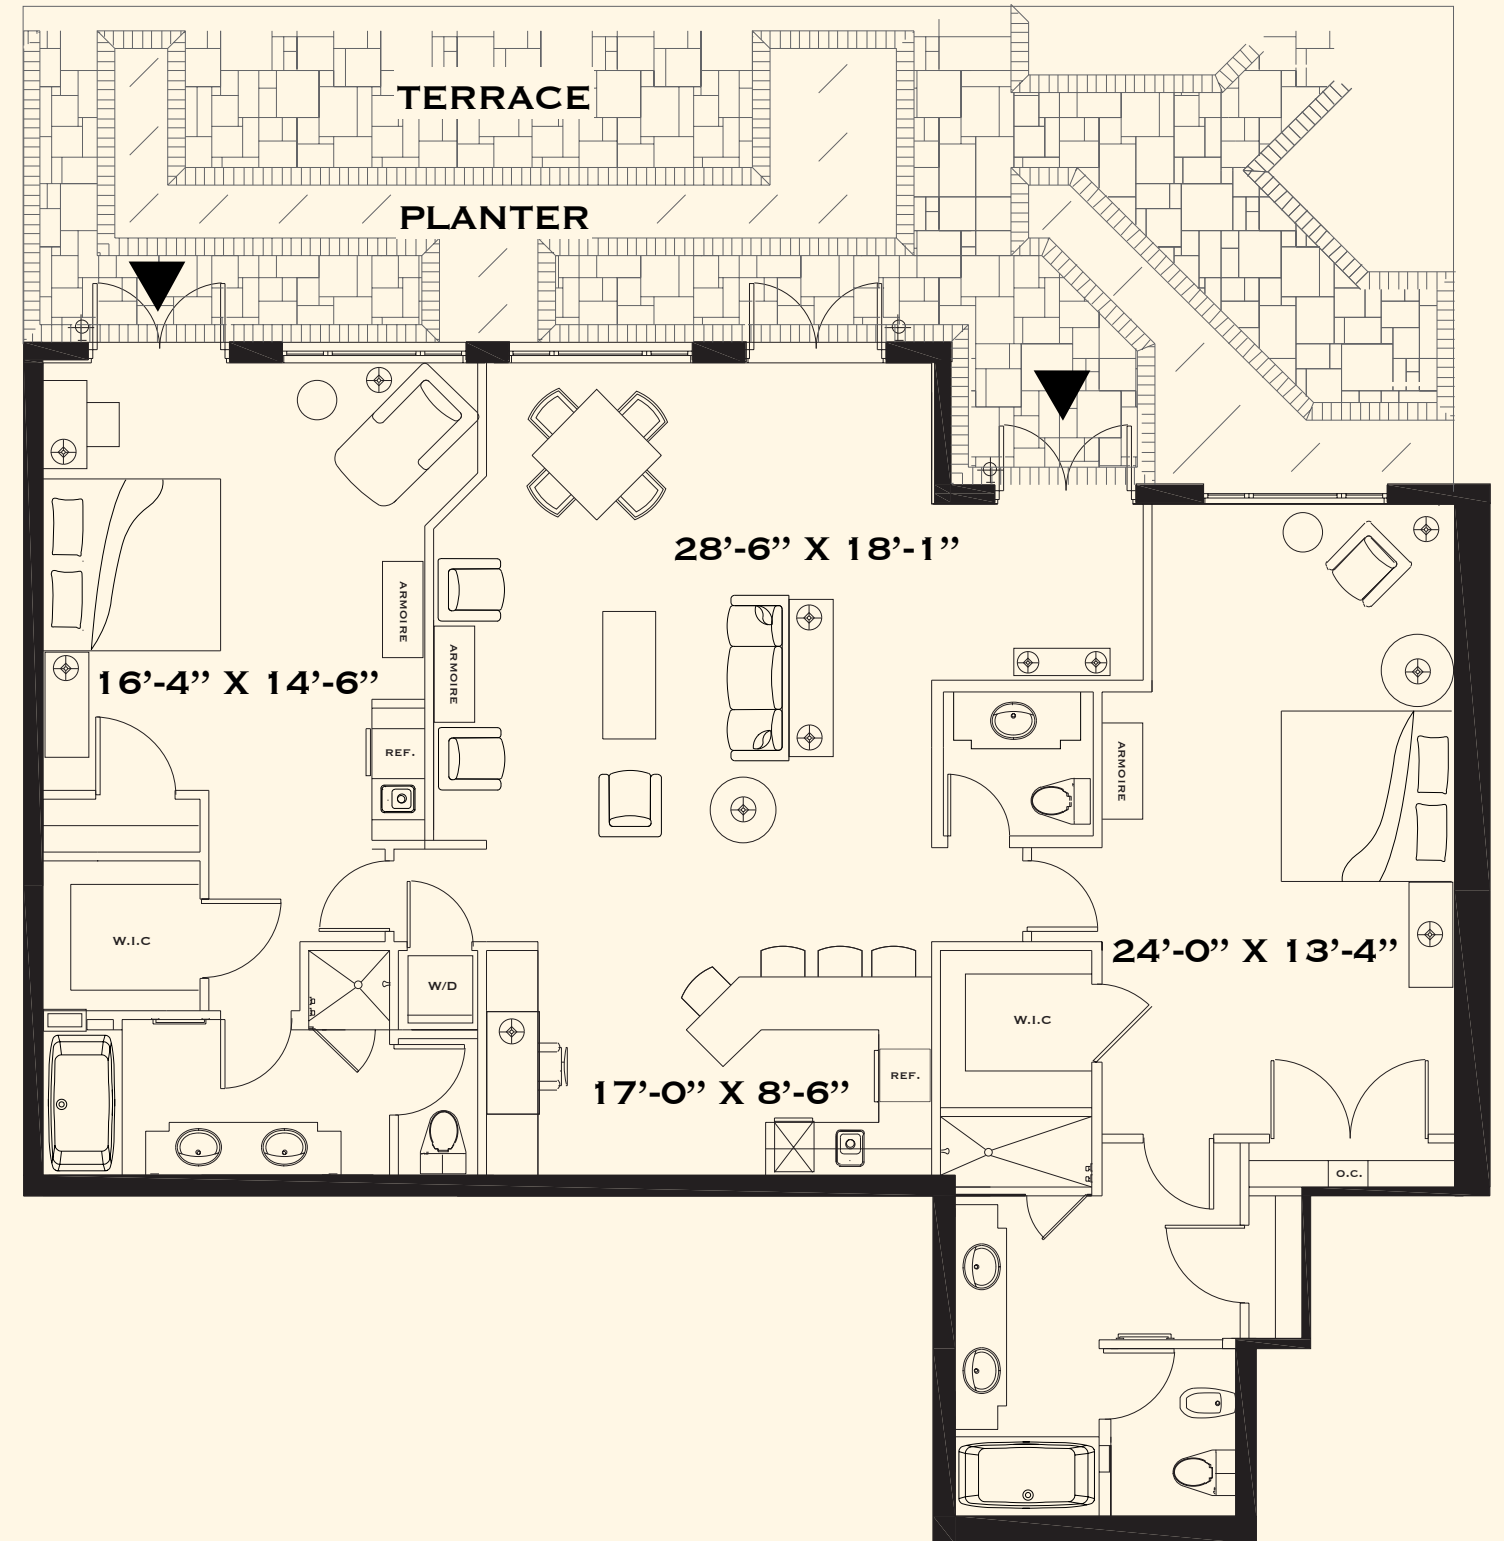 TERRACE
PLANTER
28’-6” X 18’-1”
ARMOIRE
ARMOIRE
16’-4” X 14’-6”
REF.
ARMOIRE
W.I.C
24’-0” X 13’-4”
W/D
W.I.C
REF.
17’-0” X 8’-6”
O.C.